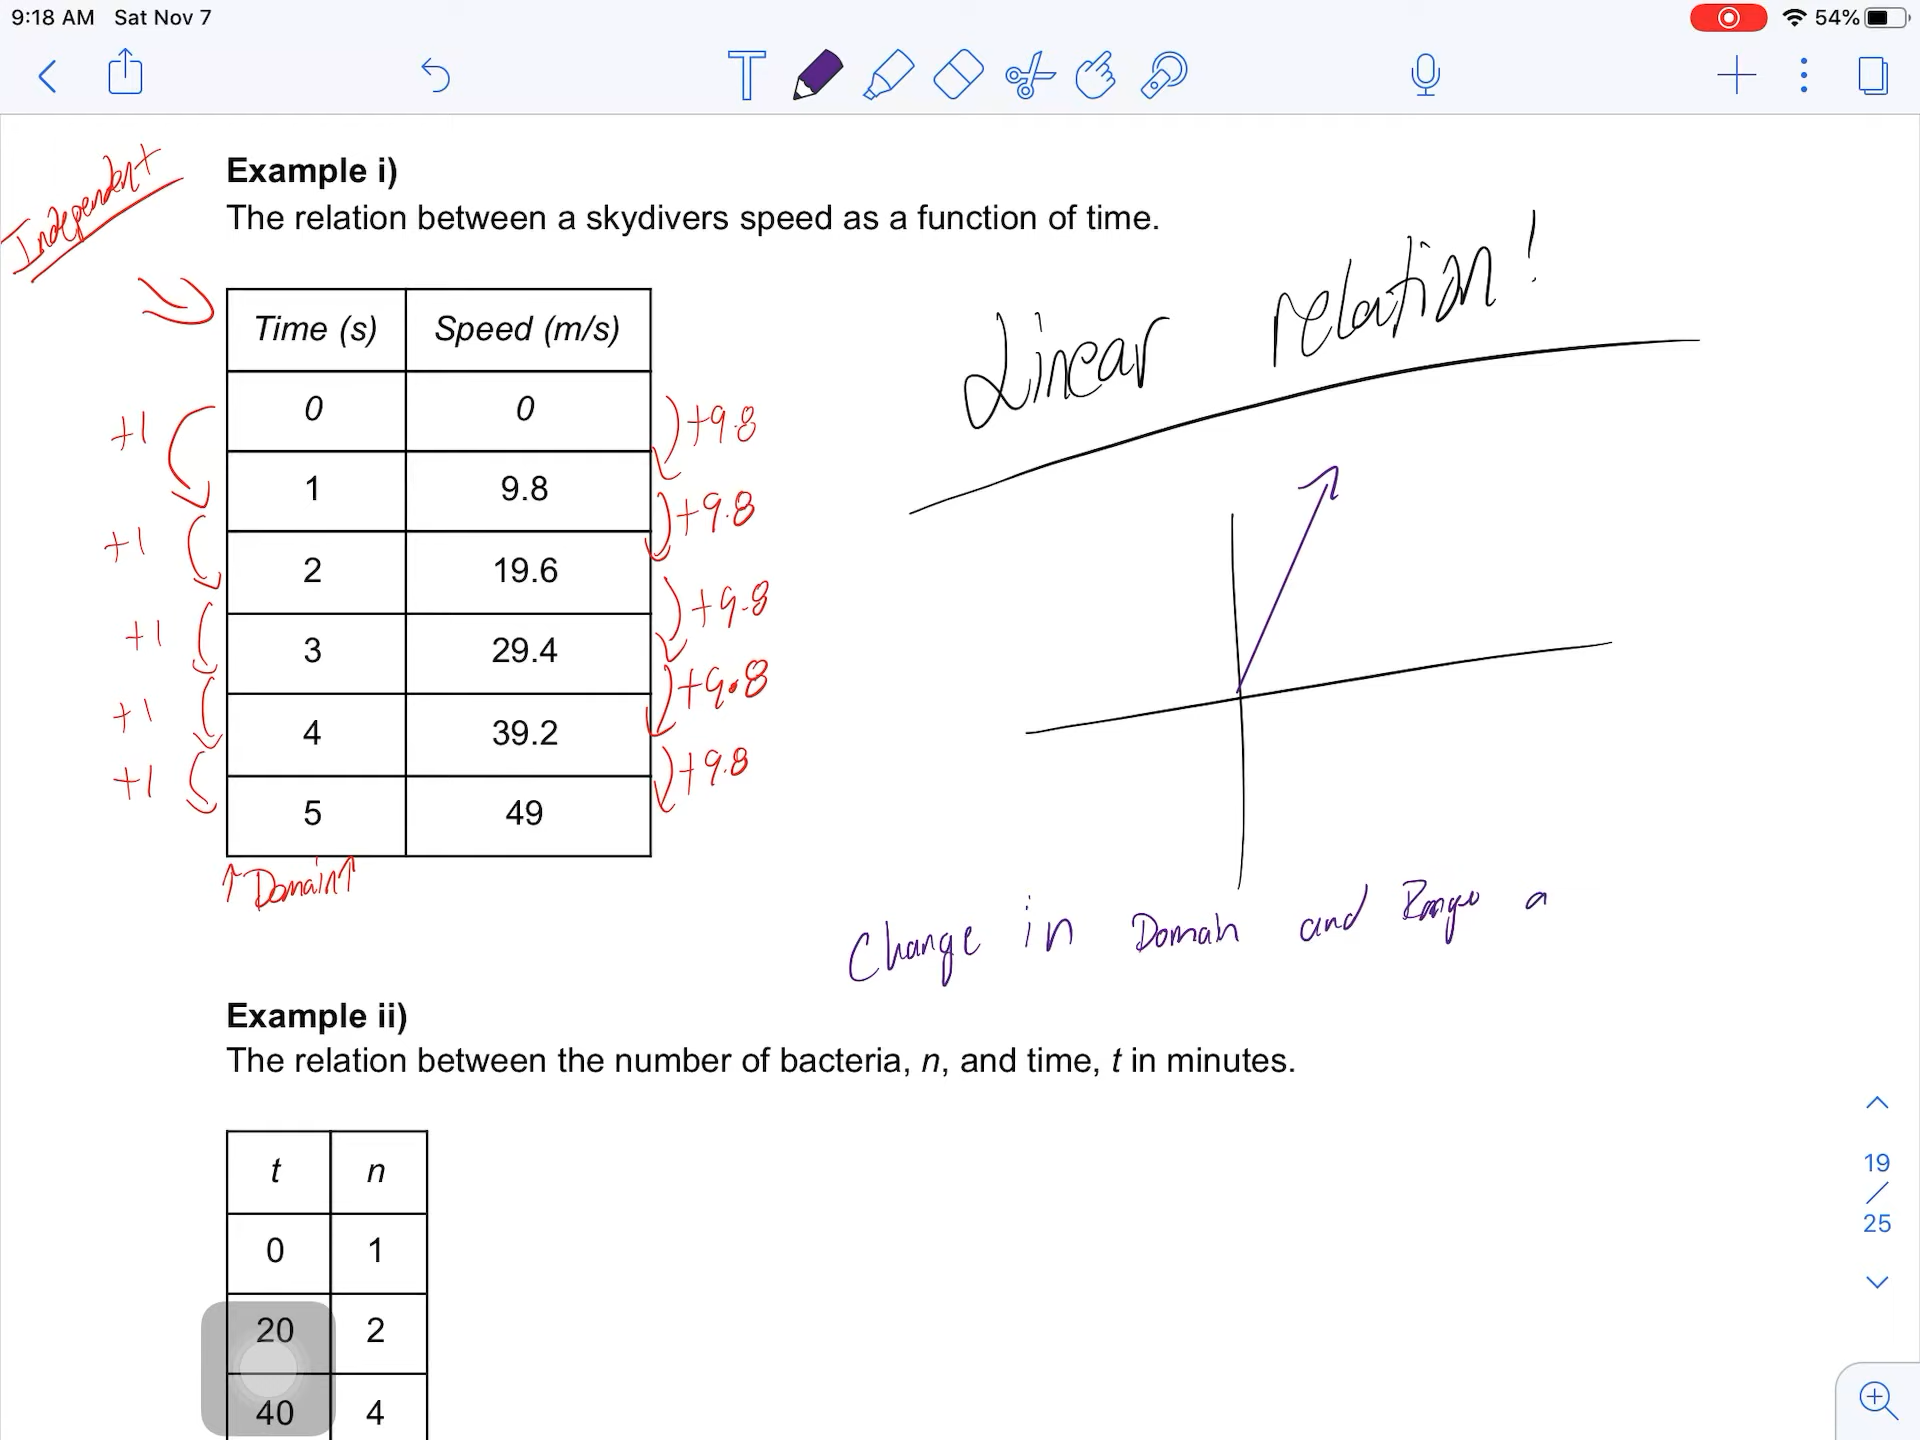 9:18 AM Sat Nov 7
54%
Independent
Example i)
The relation between a skydivers speed as a function of time.
Linear relation!
Time (s) Speed (m/s)
0 0
1 9.8
2 19.6
3 29.4
4 39.2
5 49
+1
+1
+1
+1
+1
+9.8
+9.8
+9.8
+9.8
+9.8
Domain
Change in Domain and Range a
Example ii)
The relation between the number of bacteria, n, and time, t in minutes.
t n
0 1
20 2
40 4
19
/
25